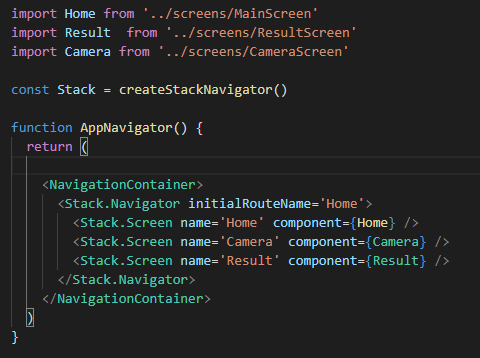 import Home from '../screens/MainScreen'
import Result  from '../screens/ResultScreen'
import Camera from '../screens/CameraScreen'
const Stack = createStackNavigator()
function AppNavigator() {
return (
<NavigationContainer>
<Stack.Navigator initialRouteName='Home'>
<Stack.Screen name='Home' component={Home} />
<Stack.Screen name='Camera' component={Camera} />
<Stack.Screen name='Result' component={Result} />
</Stack.Navigator>
</NavigationContainer>
)
}